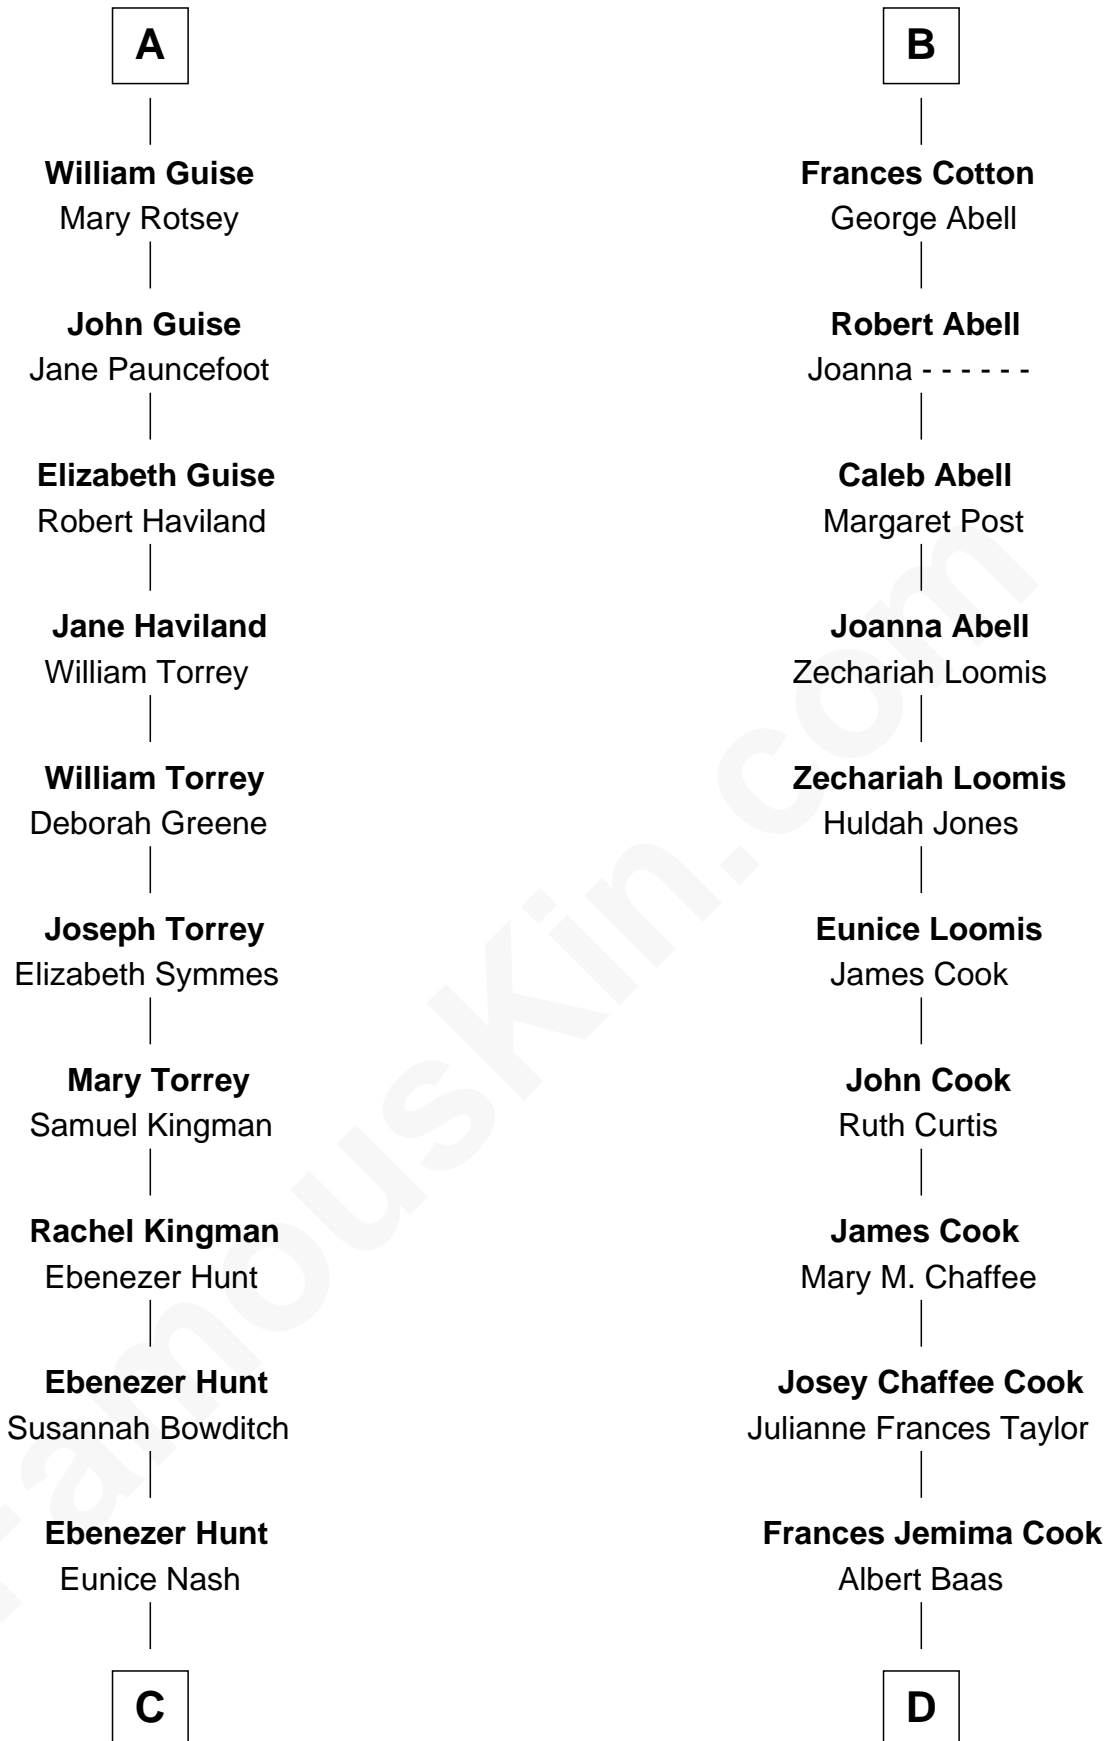 A
William Guise
Mary Rotsey
John Guise
Jane Pauncefoot
Elizabeth Guise
Robert Haviland
Jane Haviland
William Torrey
William Torrey
Deborah Greene
Joseph Torrey
Elizabeth Symmes
Mary Torrey
Samuel Kingman
Rachel Kingman
Ebenezer Hunt
Ebenezer Hunt
Susannah Bowditch
Ebenezer Hunt
Eunice Nash
C
B
Frances Cotton
George Abell
Robert Abell
Joanna - - - - - -
Caleb Abell
Margaret Post
Joanna Abell
Zechariah Loomis
Zechariah Loomis
Huldah Jones
Eunice Loomis
James Cook
John Cook
Ruth Curtis
James Cook
Mary M. Chaffee
Josey Chaffee Cook
Julianne Frances Taylor
Frances Jemima Cook
Albert Baas
D
FamousKin.com